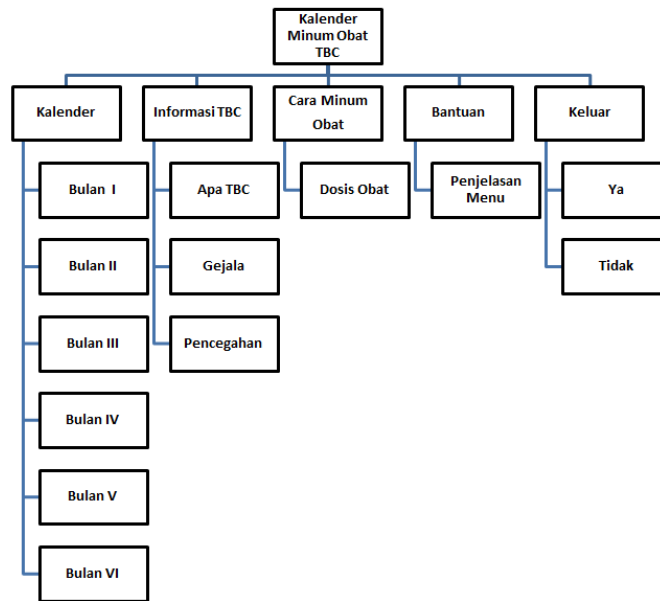 Kalender
Minum Obat
TBC
Kalender
Informasi TBC
Cara Minum
Obat
Bantuan
Keluar
Bulan I
Apa TBC
Dosis Obat
Penjelasan
Menu
Ya
Bulan II
Gejala
Tidak
Bulan III
Pencegahan
Bulan IV
Bulan V
Bulan VI